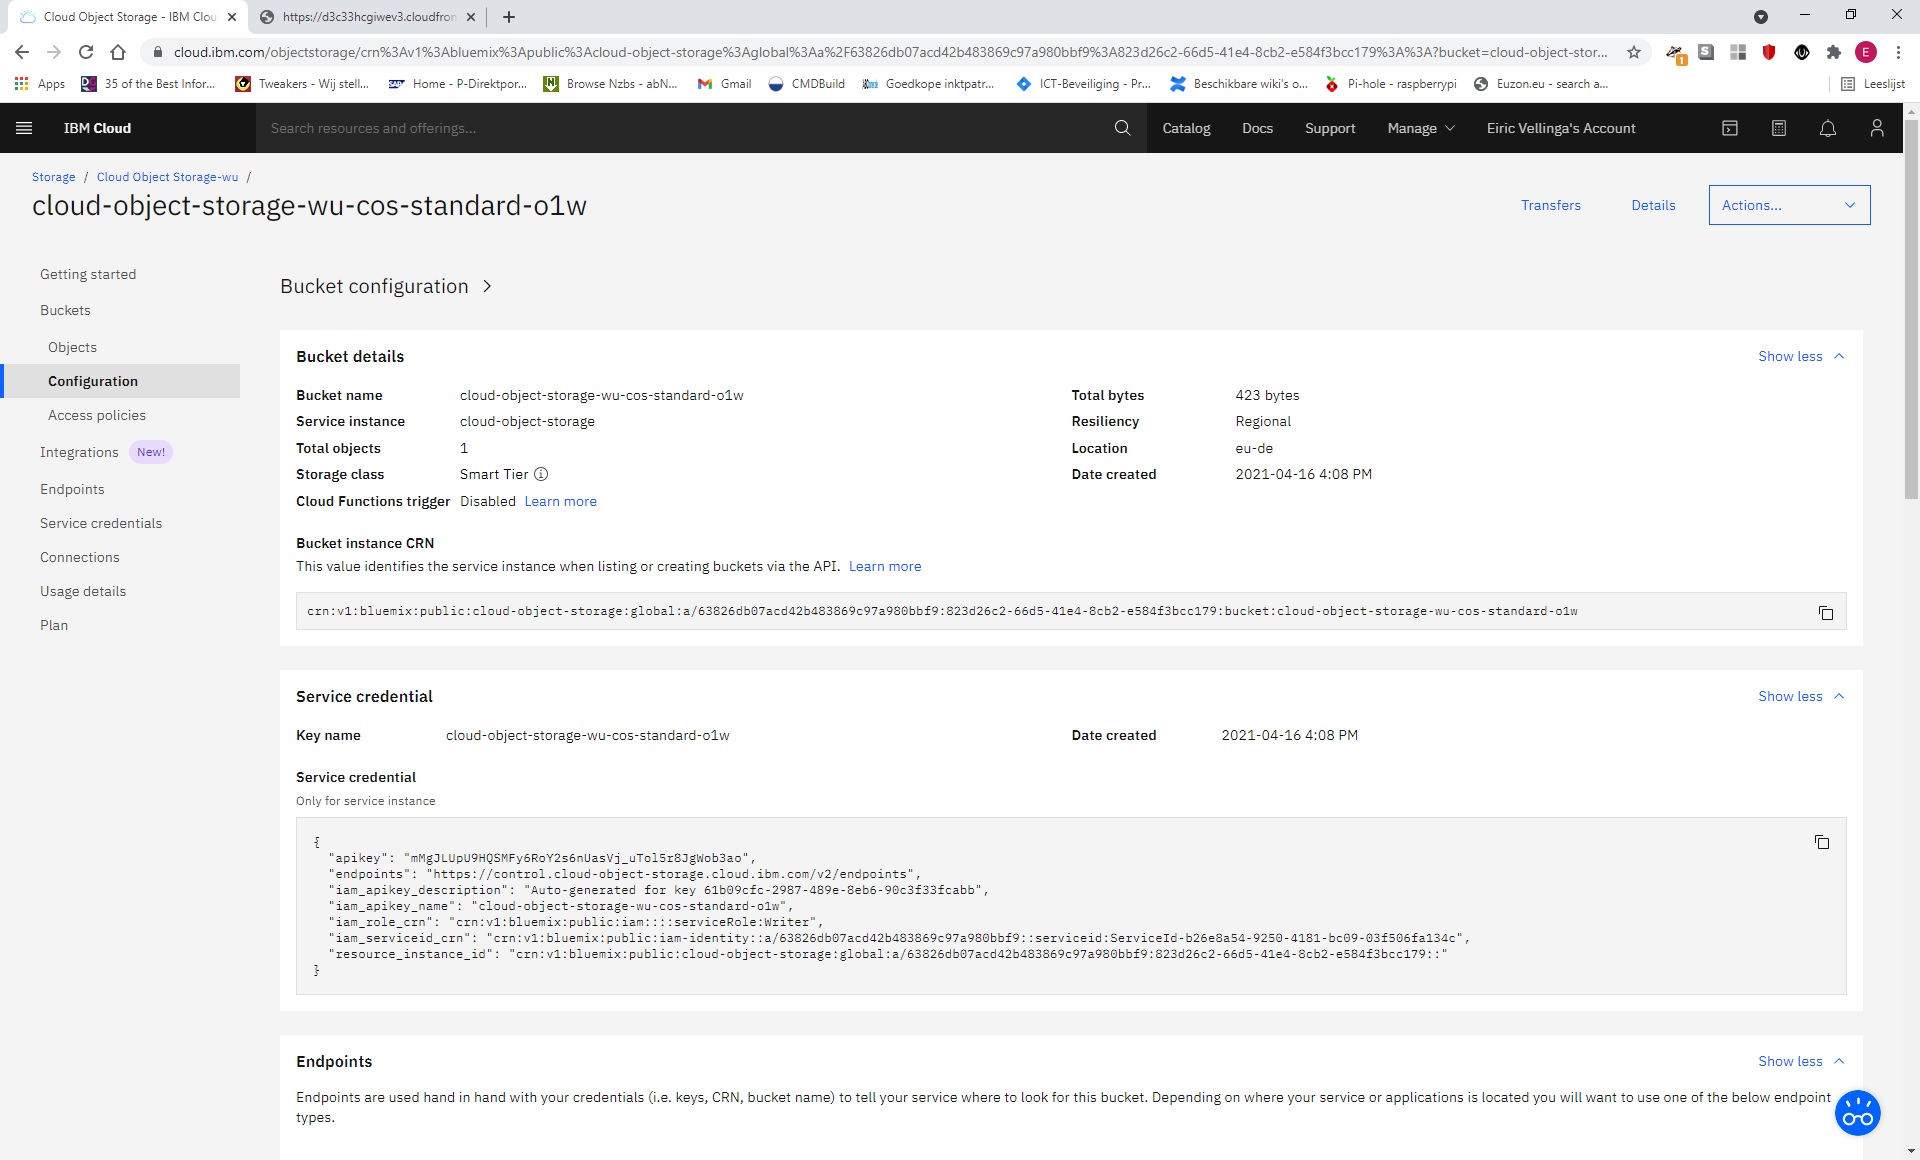 Cloud Object Storage - IBM Clou
https://d3c33hcgiwev3.cloudfron
cloud.ibm.com/objectstorage/crn%3Av1%3Abluemix%3Apublic%3Acloud-object-storage%3Aglobal%3Aa%2F63826db07acd42b483869c97a980bbf9%3A823d26c2-66d5-41e4-8cb2-e584f3bcc179%3A%3A?bucket=cloud-object-stor...
1
S
E
Apps
35 of the Best Infor...
Tweakers - Wij stell...
Home - P-Direktpor...
Browse Nzbs - abN...
Gmail
CMDBuild
Goedkope inktpatr...
ICT-Beveiliging - Pr...
Beschikbare wiki's o...
Pi-hole - raspberrypi
Euzon.eu - search a...
Leeslijst
IBM Cloud
Search resources and offerings...
Catalog
Docs
Support
Manage
Eiric Vellinga's Account
Storage / Cloud Object Storage-wu /
cloud-object-storage-wu-cos-standard-o1w
Transfers
Details
Actions...
Getting started
Buckets
Objects
Configuration
Access policies
Integrations New!
Endpoints
Service credentials
Connections
Usage details
Plan
Bucket configuration
Bucket details
Show less
Bucket name cloud-object-storage-wu-cos-standard-o1w
Total bytes 423 bytes
Service instance cloud-object-storage
Resiliency Regional
Total objects 1
Location eu-de
Storage class Smart Tier
Date created 2021-04-16 4:08 PM
Cloud Functions trigger Disabled Learn more
Bucket instance CRN
This value identifies the service instance when listing or creating buckets via the API. Learn more
crn:v1:bluemix:public:cloud-object-storage:global:a/63826db07acd42b483869c97a980bbf9:823d26c2-66d5-41e4-8cb2-e584f3bcc179:bucket:cloud-object-storage-wu-cos-standard-o1w
Service credential
Show less
Key name cloud-object-storage-wu-cos-standard-o1w
Date created 2021-04-16 4:08 PM
Service credential
Only for service instance
{
"apikey": "mMgJLUpU9HQSMFy6RoY2s6nUasVj_uTol5r8JgWob3ao",
"endpoints": "https://control.cloud-object-storage.cloud.ibm.com/v2/endpoints",
"iam_apikey_description": "Auto-generated for key 61b09cfc-2987-489e-8eb6-90c3f33fcabb",
"iam_apikey_name": "cloud-object-storage-wu-cos-standard-o1w",
"iam_role_crn": "crn:v1:bluemix:public:iam::::serviceRole:Writer",
"iam_serviceid_crn": "crn:v1:bluemix:public:iam-identity::a/63826db07acd42b483869c97a980bbf9::serviceid:ServiceId-b26e8a54-9250-4181-bc09-03f506fa134c",
"resource_instance_id": "crn:v1:bluemix:public:cloud-object-storage:global:a/63826db07acd42b483869c97a980bbf9:823d26c2-66d5-41e4-8cb2-e584f3bcc179::"
}
Endpoints
Show less
Endpoints are used hand in hand with your credentials (i.e. keys, CRN, bucket name) to tell your service where to look for this bucket. Depending on where your service or applications is located you will want to use one of the below endpoint
types.